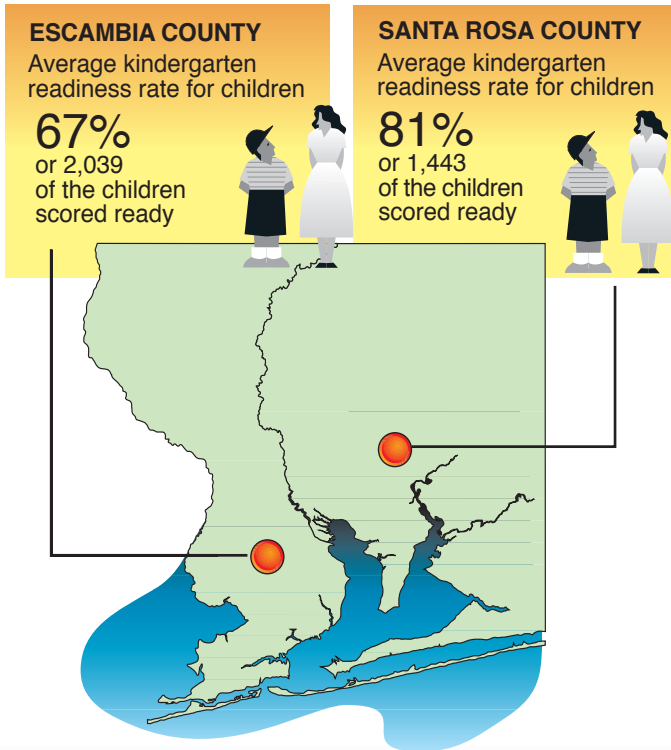 ESCAMBIA COUNTY
Average kindergarten
readiness rate for children
67%
or 2,039
of the children
scored ready
SANTA ROSA COUNTY
Average kindergarten
readiness rate for children
81%
or 1,443
of the children
scored ready